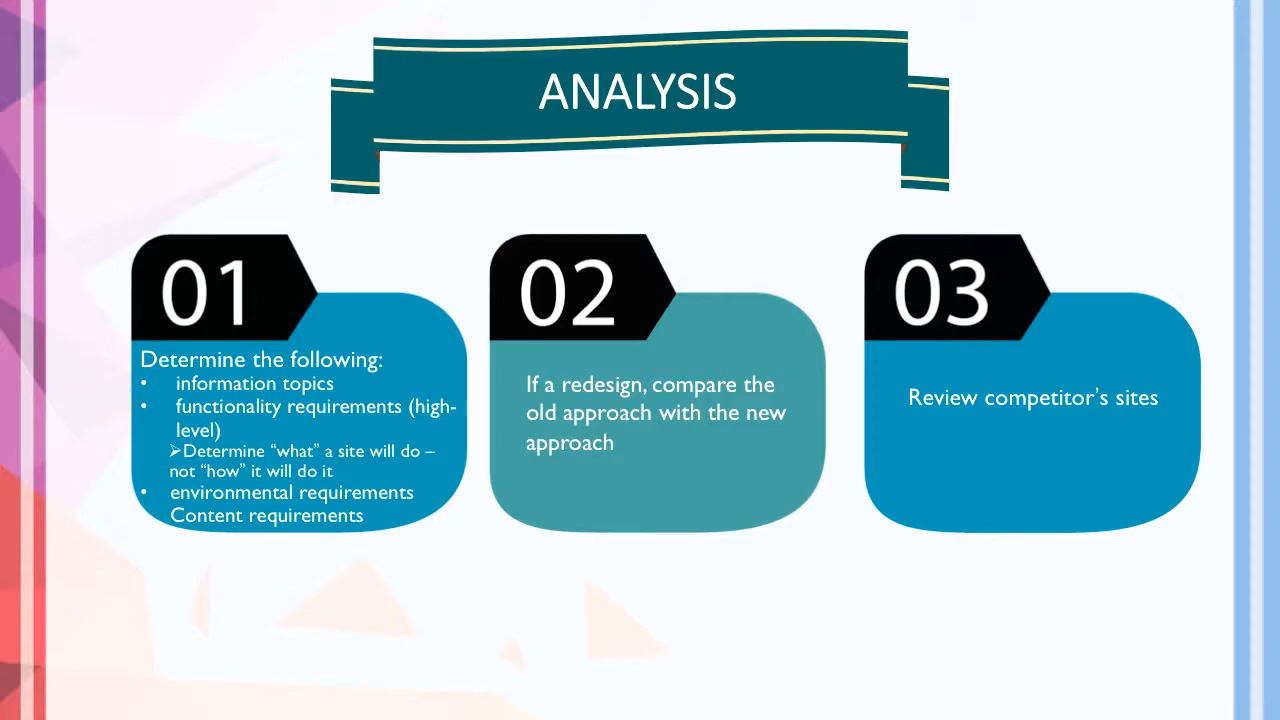 ANALYSIS
01
Determine the following:
• information topics
• functionality requirements (high-
level)
➢Determine “what” a site will do –
not “how” it will do it
• environmental requirements
Content requirements
02
If a redesign, compare the
old approach with the new
approach
03
Review competitor’s sites